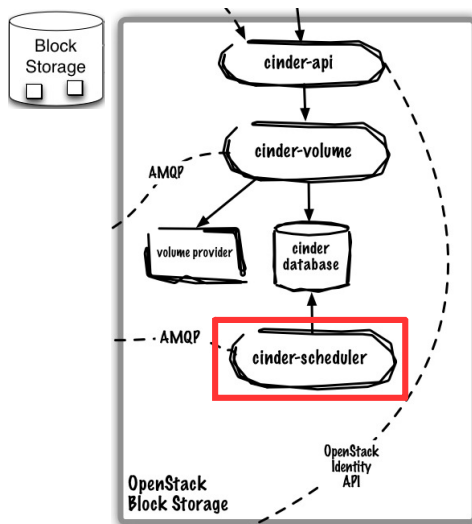 Block
Storage
cinder-api
cinder-volume
AMQP
volume provider
cinder
database
AMQP
cinder-scheduler
OpenStack
Identity
API
OpenStack
Block Storage